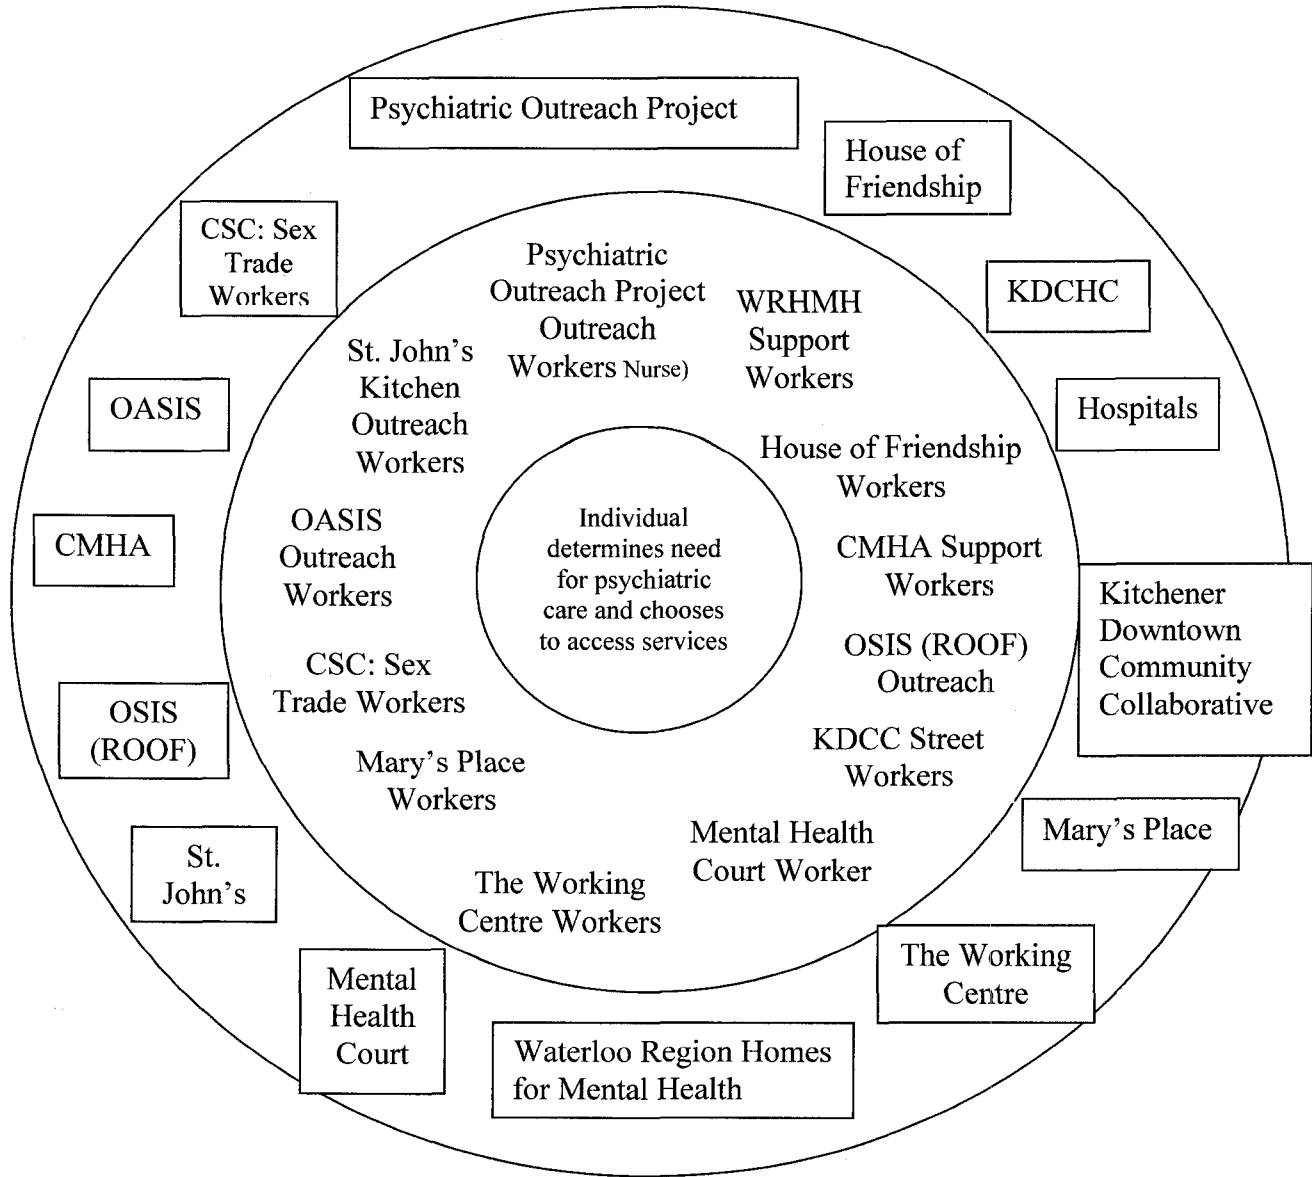 Psychiatric Outreach Project
House of
Friendship
CSC: Sex
Trade
Workers
KDCHC
OASIS
Hospitals
CMHA
Kitchener
Downtown
Community
Collaborative
OSIS
(ROOF)
Mary's Place
St.
John's
The Working
Centre
Mental
Health
Court
Waterloo Region Homes
for Mental Health
Psychiatric
Outreach Project
Outreach
Workers Nurse)
WRHMH
Support
Workers
St. John's
Kitchen
Outreach
Workers
House of Friendship
Workers
OASIS
Outreach
Workers
CMHA Support
Workers
CSC: Sex
Trade Workers
OSIS (ROOF)
Outreach
Mary's Place
Workers
KDCC Street
Workers
The Working
Centre Workers
Mental Health
Court Worker
Individual
determines need
for psychiatric
care and chooses
to access services